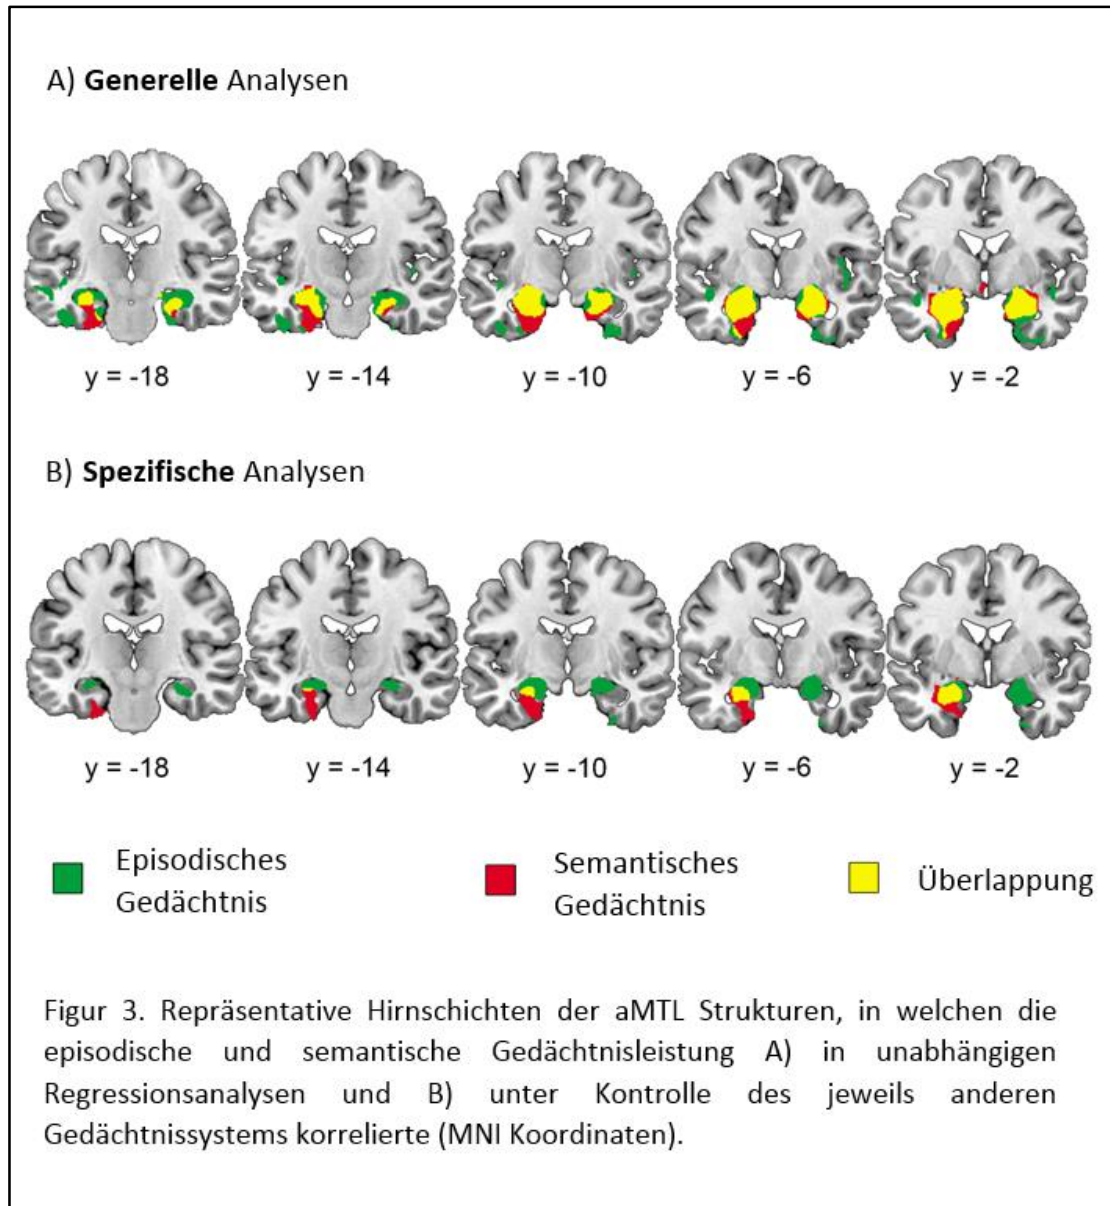 A) Generelle Analysen
y = -18 y = -14 y = -10 y = -6 y = -2
B) Spezifische Analysen
y = -18 y = -14 y = -10 y = -6 y = -2
Episodisches
Gedächtnis
Semantisches
Gedächtnis
Überlappung
Figur 3. Repräsentative Hirnschichten der aMTL Strukturen, in welchen die
episodische und semantische Gedächtnisleistung A) in unabhängigen
Regressionsanalysen und B) unter Kontrolle des jeweils anderen
Gedächtnissystems korrelierte (MNI Koordinaten).